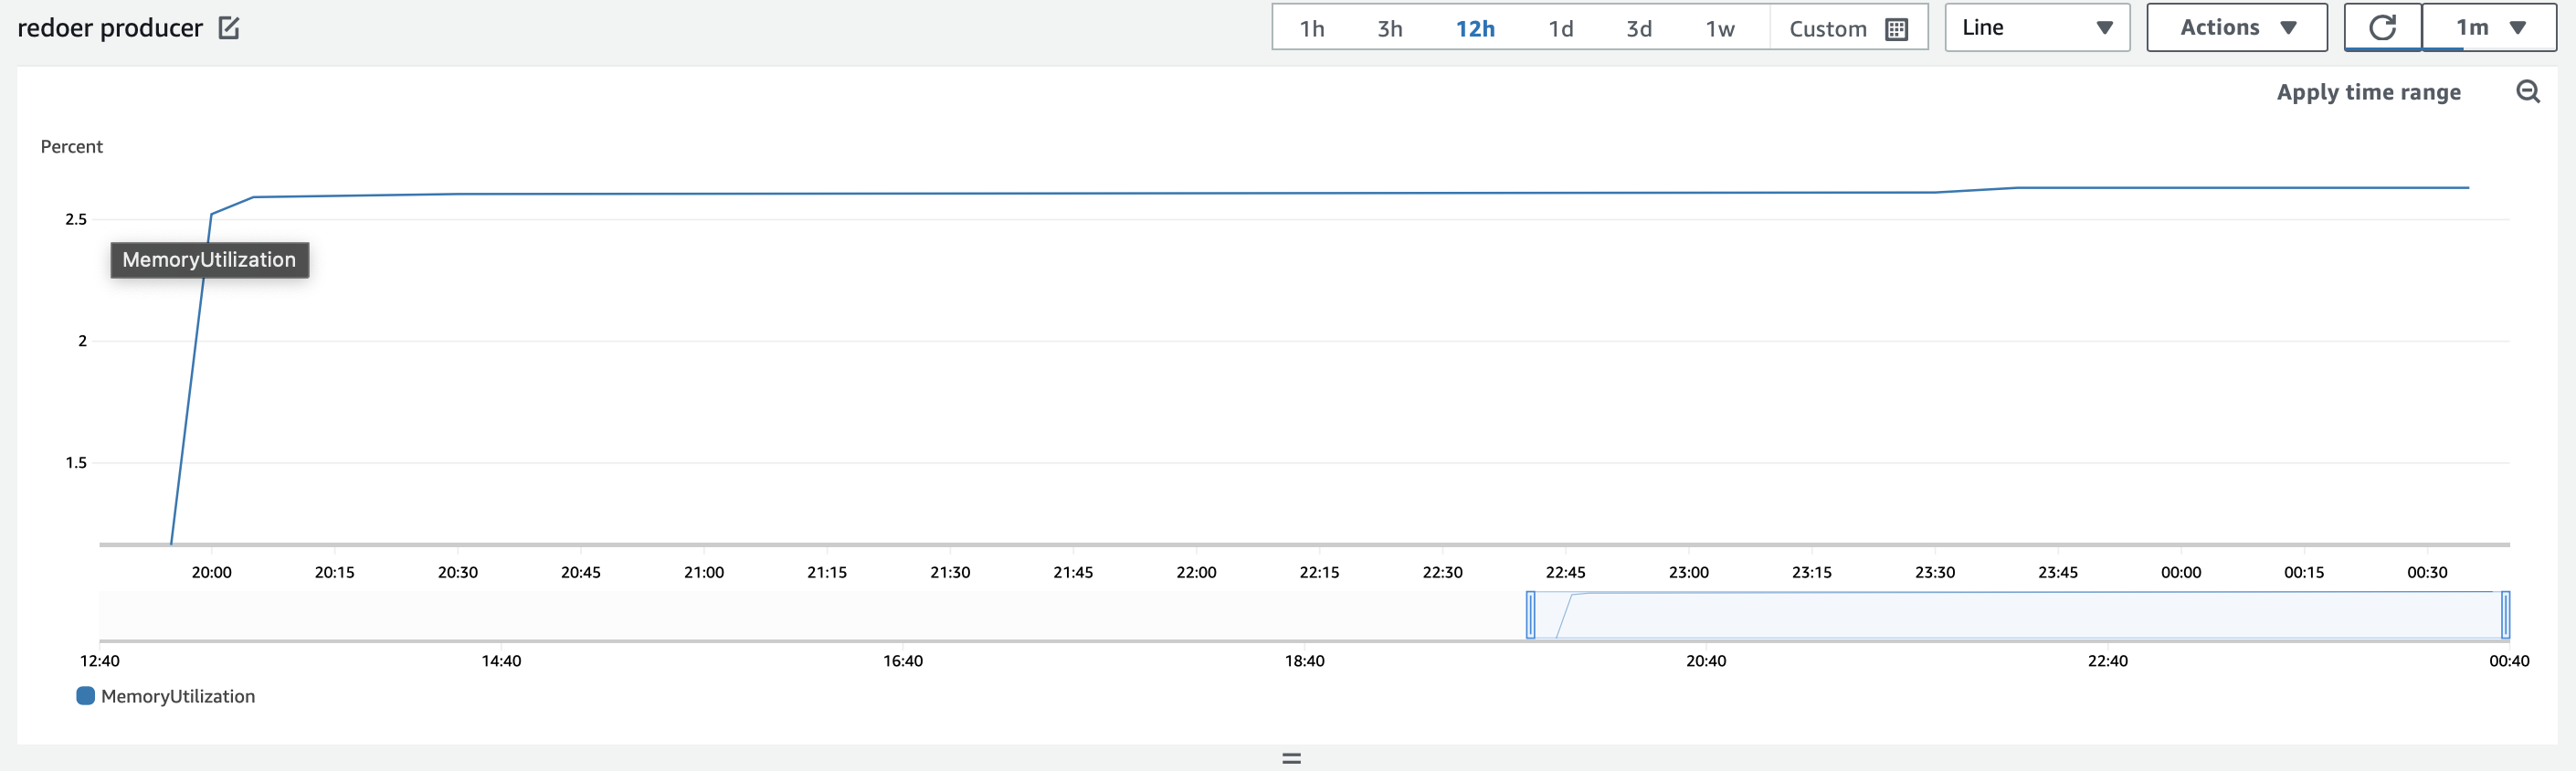 redoer producer
1h 3h 12h 1d 3d 1w Custom Line Actions 1m
Apply time range
Percent
2.5
MemoryUtilization
2
1.5
20:00 20:15 20:30 20:45 21:00 21:15 21:30 21:45 22:00 22:15 22:30 22:45 23:00 23:15 23:30 23:45 00:00 00:15 00:30
12:40 14:40 16:40 18:40 20:40 22:40 00:40
MemoryUtilization